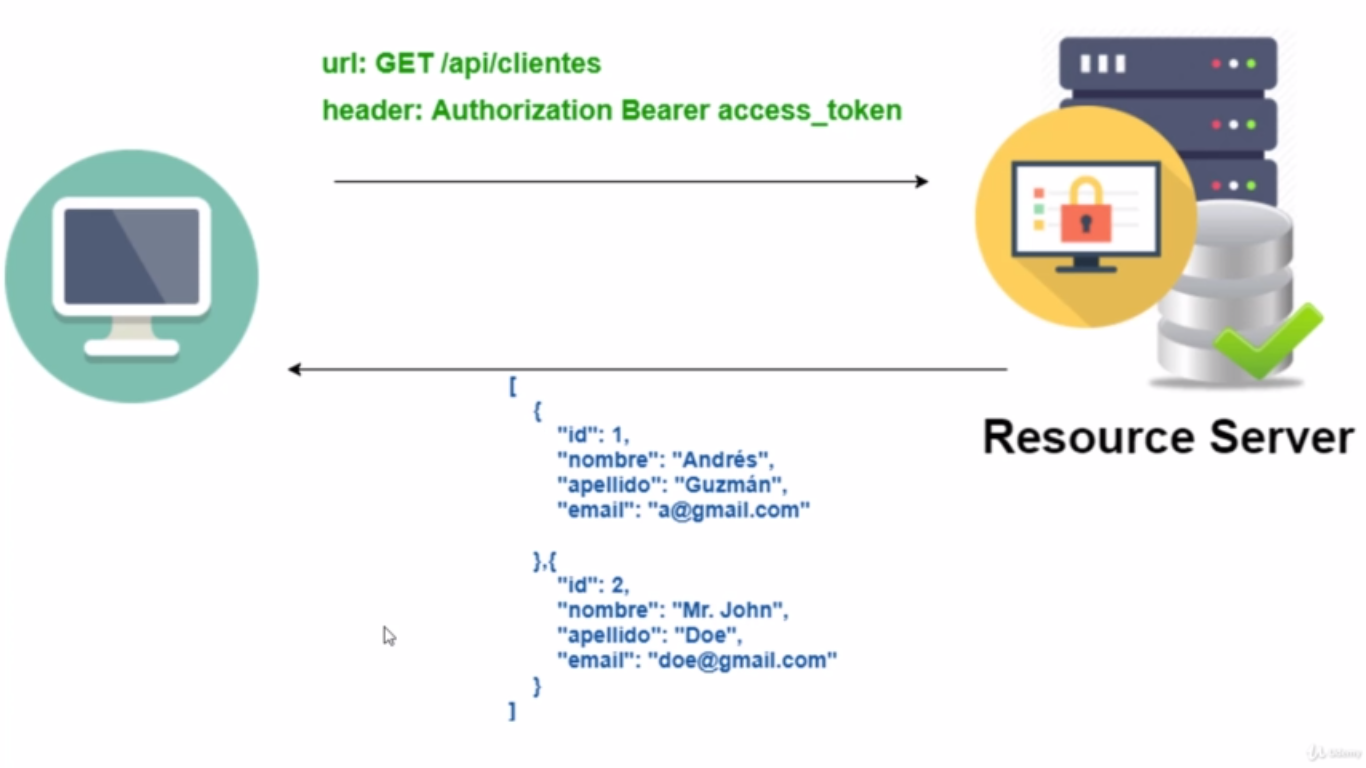 url: GET /api/clientes
header: Authorization Bearer access_token
[
{
"id": 1,
"nombre": "Andrés",
"apellido": "Guzmán",
"email": "a@gmail.com"
},{
"id": 2,
"nombre": "Mr. John",
"apellido": "Doe",
"email": "doe@gmail.com"
}
]
Resource Server
Udemy